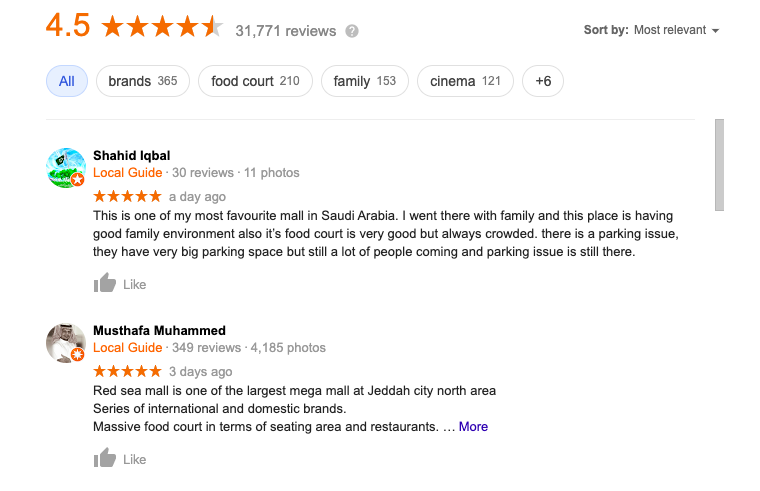 4.5 31,771 reviews ? Sort by: Most relevant
All brands 365 food court 210 family 153 cinema 121 +6
Shahid Iqbal
Local Guide · 30 reviews · 11 photos
a day ago
This is one of my most favourite mall in Saudi Arabia. I went there with family and this place is having
good family environment also it's food court is very good but always crowded. there is a parking issue,
they have very big parking space but still a lot of people coming and parking issue is still there.
Like
Musthafa Muhammed
Local Guide · 349 reviews · 4,185 photos
3 days ago
Red sea mall is one of the largest mega mall at Jeddah city north area
Series of international and domestic brands.
Massive food court in terms of seating area and restaurants. … More
Like